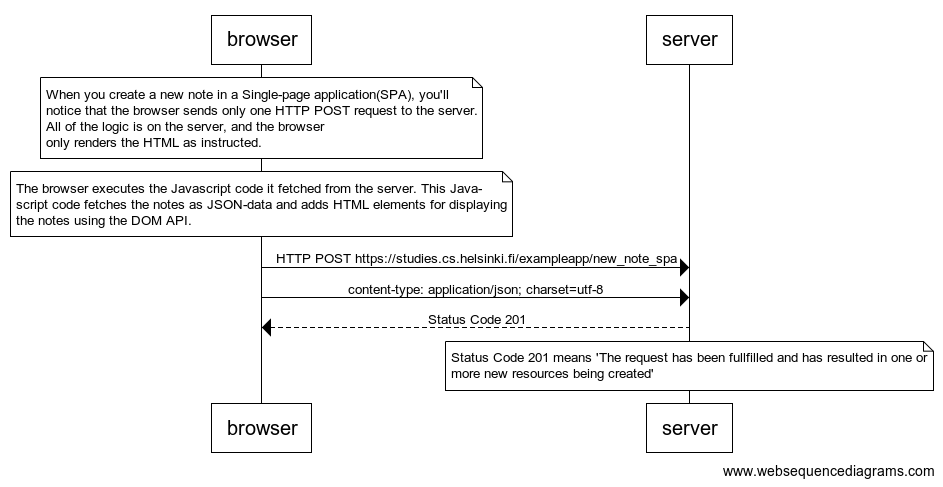 browser
server
When you create a new note in a Single-page application(SPA), you'll
notice that the browser sends only one HTTP POST request to the server.
All of the logic is on the server, and the browser
only renders the HTML as instructed.
The browser executes the Javascript code it fetched from the server. This Java-
script code fetches the notes as JSON-data and adds HTML elements for displaying
the notes using the DOM API.
HTTP POST https://studies.cs.helsinki.fi/exampleapp/new_note_spa
content-type: application/json; charset=utf-8
Status Code 201
Status Code 201 means 'The request has been fullfilled and has resulted in one or
more new resources being created'
browser
server
www.websequencediagrams.com